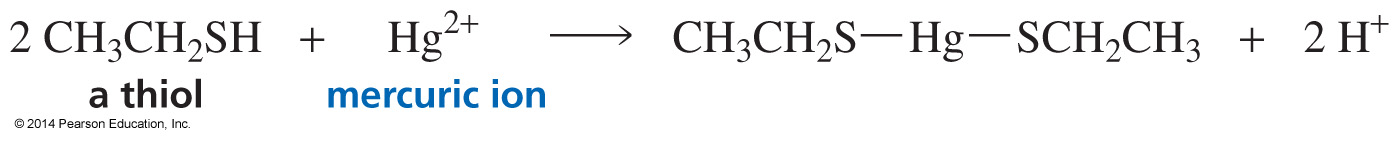 2 CH₃CH₂SH + Hg²⁺ ⟶ CH₃CH₂S—Hg—SCH₂CH₃ + 2 H⁺
a thiol mercuric ion
© 2014 Pearson Education, Inc.